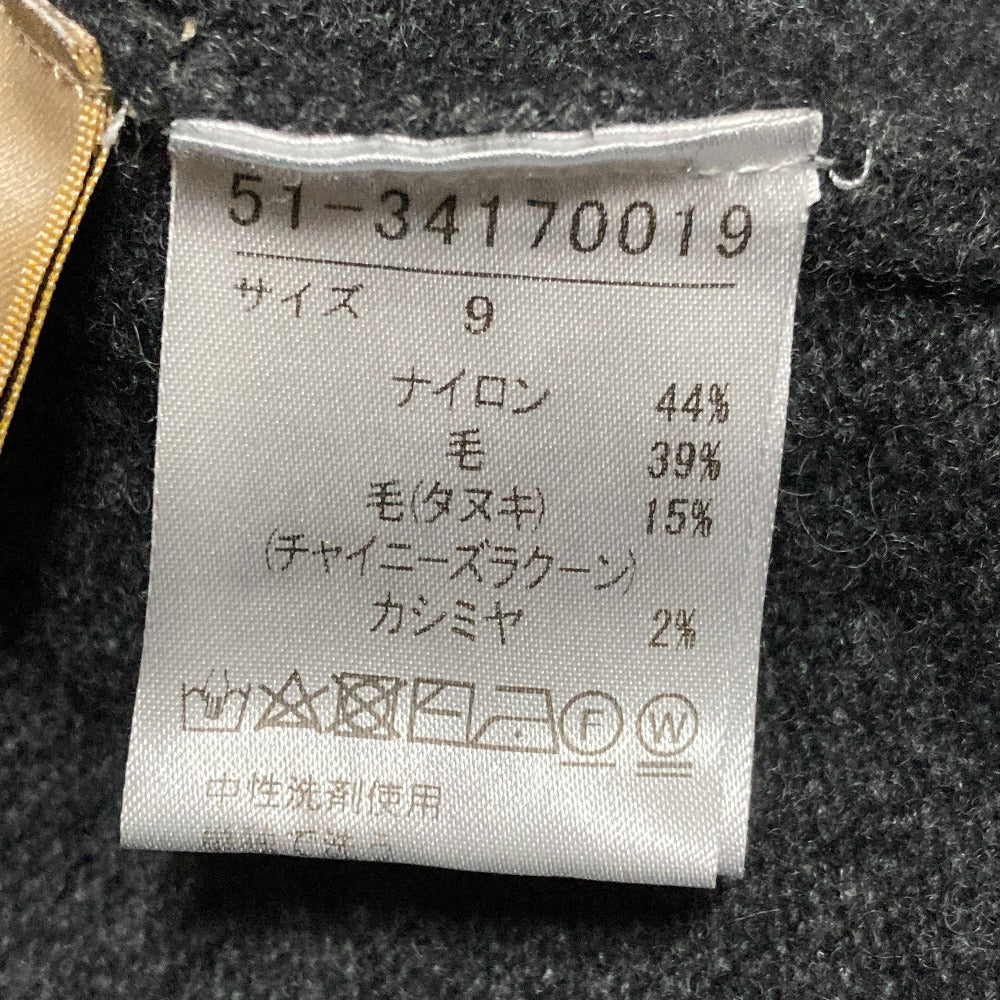 51-34170019
サイズ 9
ナイロン 44%
毛 39%
毛(タヌキ) 15%
(チャイニーズラクーン)
カシミヤ 2%
F W
中性洗剤使用